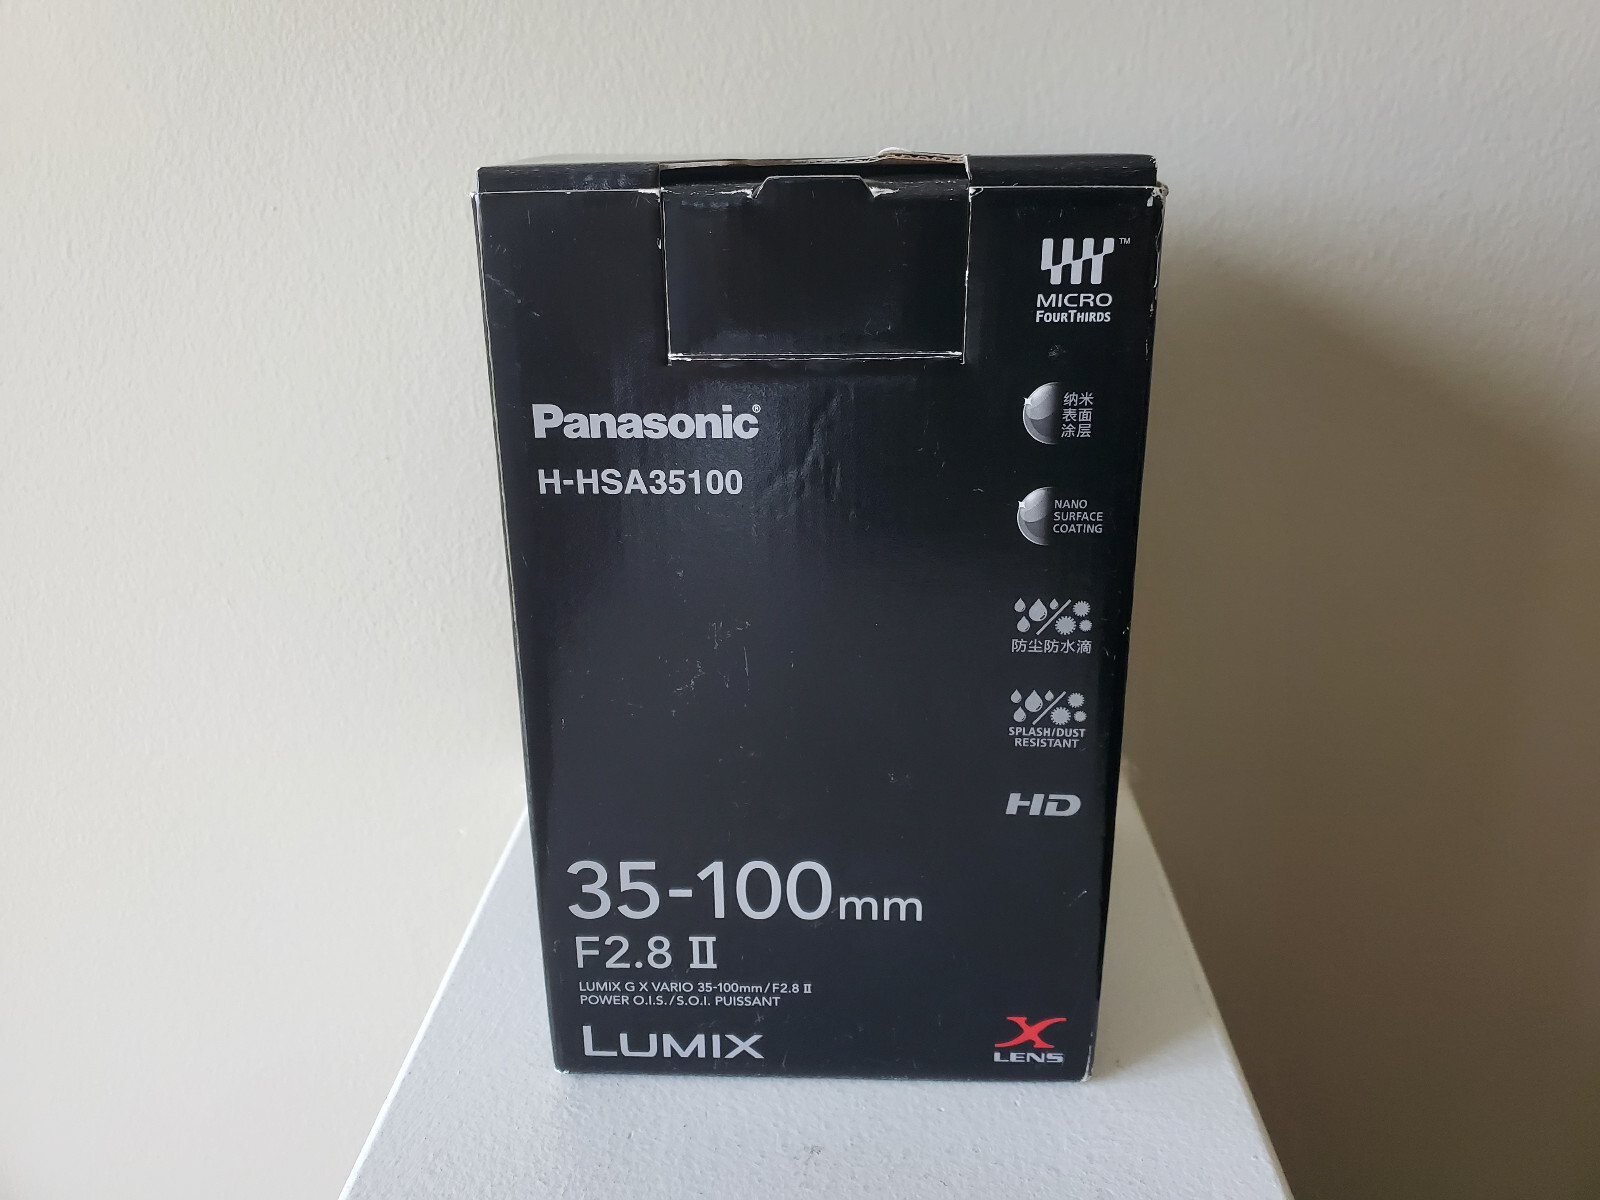 MICRO
FOURTHIRDS
™
纳米
表面
涂层
Panasonic®
H-HSA35100
NANO
SURFACE
COATING
防尘防水滴
SPLASH/DUST
RESISTANT
HD
35-100mm
F2.8 II
LUMIX G X VARIO 35-100mm/F2.8 II
POWER O.I.S./S.O.I. PUISSANT
LUMIX
X
LENS